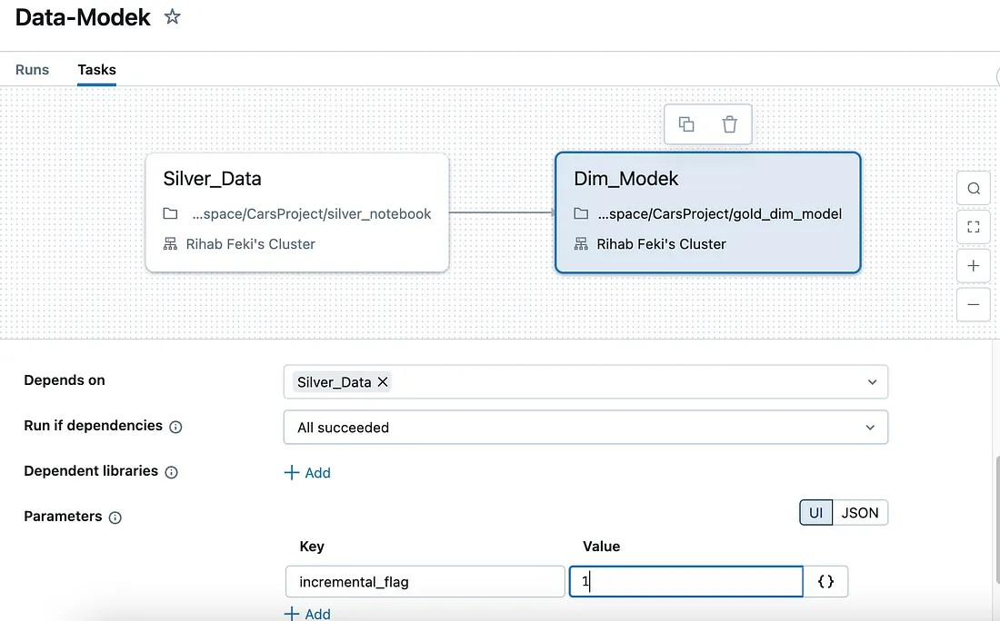 Data-Modek
Runs Tasks
Silver_Data
...space/CarsProject/silver_notebook
Rihab Feki's Cluster
Dim_Modek
...space/CarsProject/gold_dim_model
Rihab Feki's Cluster
Depends on
Silver_Data
Run if dependencies
All succeeded
Dependent libraries
+ Add
Parameters
UI JSON
Key Value
incremental_flag 1 {}
+ Add